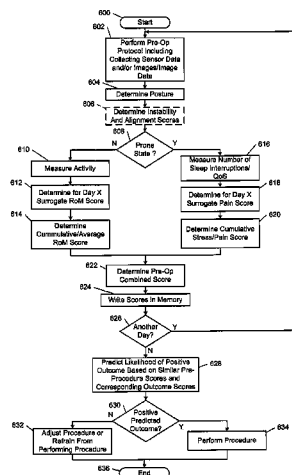 600
Start
602
Perform Pre-Op
Protocol Including
Collecting Sensor Data
and/or Images/Image
Data
604
Determine Posture
606
Determine Instability
And Alignment Scores
608
N
Prone
State ?
Y
610
Measure Activity
612
Determine for Day X
Surrogate RoM Score
614
Determine
Cummulative/Average
RoM Score
616
Measure Number of
Sleep Interruptions/
QoS
618
Determine for Day X
Surrogate Pain Score
620
Determine Cumulative
Stress/Pain Score
622
Determine Pre-Op
Combined Score
624
Write Scores in Memory
626
Another
Day?
Y
N
Predict Likelihood of Positive
Outcome Based on Similar Pre-
Procedure Scores and
Corresponding Outcome Scores
628
630
N
Positive
Predicted
Outcome?
Y
632
Adjust Procedure or
Refrain From
Performing Procedure
634
Perform Procedure
636
End